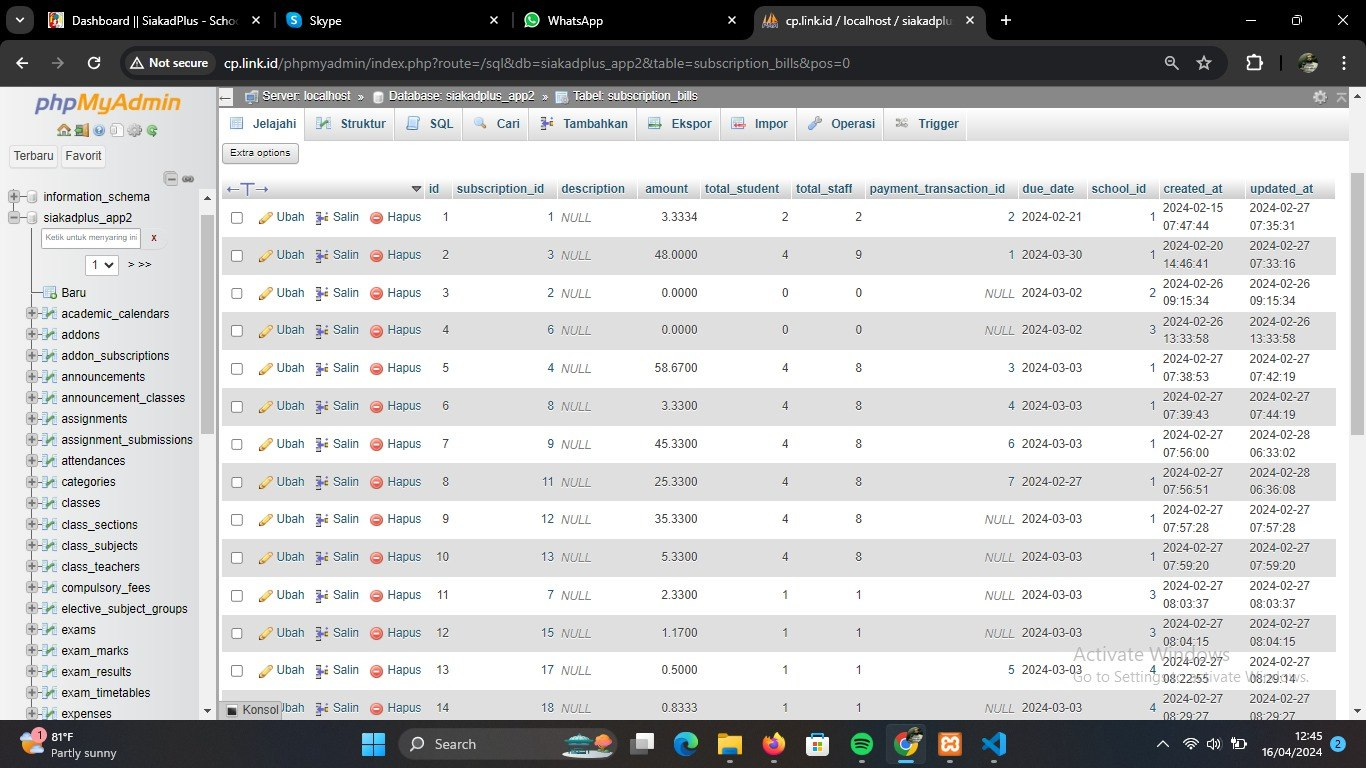 Dashboard || SiakadPlus - Schoo
Skype
WhatsApp
cp.link.id / localhost / siakadplu
Not secure
cp.link.id/phpmyadmin/index.php?route=/sql&db=siakadplus_app2&table=subscription_bills&pos=0
phpMyAdmin
Terbaru Favorit
information_schema
siakadplus_app2
Ketik untuk menyaring ini X
1 > >>
Baru
academic_calendars
addons
addon_subscriptions
announcements
announcement_classes
assignments
assignment_submissions
attendances
categories
classes
class_sections
class_subjects
class_teachers
compulsory_fees
elective_subject_groups
exams
exam_marks
exam_results
exam_timetables
expenses
Server: localhost » Database: siakadplus_app2 » Tabel: subscription_bills
Jelajahi Struktur SQL Cari Tambahkan Ekspor Impor Operasi Trigger
Extra options
←T→ id subscription_id description amount total_student total_staff payment_transaction_id due_date school_id created_at updated_at
Ubah Salin Hapus 1 1 NULL 3.3334 2 2 2 2024-02-21 1 2024-02-15 07:47:44 2024-02-27 07:35:31
Ubah Salin Hapus 2 3 NULL 48.0000 4 9 1 2024-03-30 1 2024-02-20 14:46:41 2024-02-27 07:33:16
Ubah Salin Hapus 3 2 NULL 0.0000 0 0 NULL 2024-03-02 2 2024-02-26 09:15:34 2024-02-26 09:15:34
Ubah Salin Hapus 4 6 NULL 0.0000 0 0 NULL 2024-03-02 3 2024-02-26 13:33:58 2024-02-26 13:33:58
Ubah Salin Hapus 5 4 NULL 58.6700 4 8 3 2024-03-03 1 2024-02-27 07:38:53 2024-02-27 07:42:19
Ubah Salin Hapus 6 8 NULL 3.3300 4 8 4 2024-03-03 1 2024-02-27 07:39:43 2024-02-27 07:44:19
Ubah Salin Hapus 7 9 NULL 45.3300 4 8 6 2024-03-03 1 2024-02-27 07:56:00 2024-02-28 06:33:02
Ubah Salin Hapus 8 11 NULL 25.3300 4 8 7 2024-02-27 1 2024-02-27 07:56:51 2024-02-28 06:36:08
Ubah Salin Hapus 9 12 NULL 35.3300 4 8 NULL 2024-03-03 1 2024-02-27 07:57:28 2024-02-27 07:57:28
Ubah Salin Hapus 10 13 NULL 5.3300 4 8 NULL 2024-03-03 1 2024-02-27 07:59:20 2024-02-27 07:59:20
Ubah Salin Hapus 11 7 NULL 2.3300 1 1 NULL 2024-03-03 3 2024-02-27 08:03:37 2024-02-27 08:03:37
Ubah Salin Hapus 12 15 NULL 1.1700 1 1 NULL 2024-03-03 3 2024-02-27 08:04:15 2024-02-27 08:04:15
Ubah Salin Hapus 13 17 NULL 0.5000 1 1 5 2024-03-03 4 2024-02-27 08:22:55 2024-02-27 08:29:14
Ubah Salin Hapus 14 18 NULL 0.8333 1 1 NULL 2024-03-03 4 2024-02-27 08:29:27 2024-02-27 08:29:27
Activate Windows
Go to Settings to activate Windows.
Konsol
1
81°F
Partly sunny
Search
12:45
16/04/2024
2